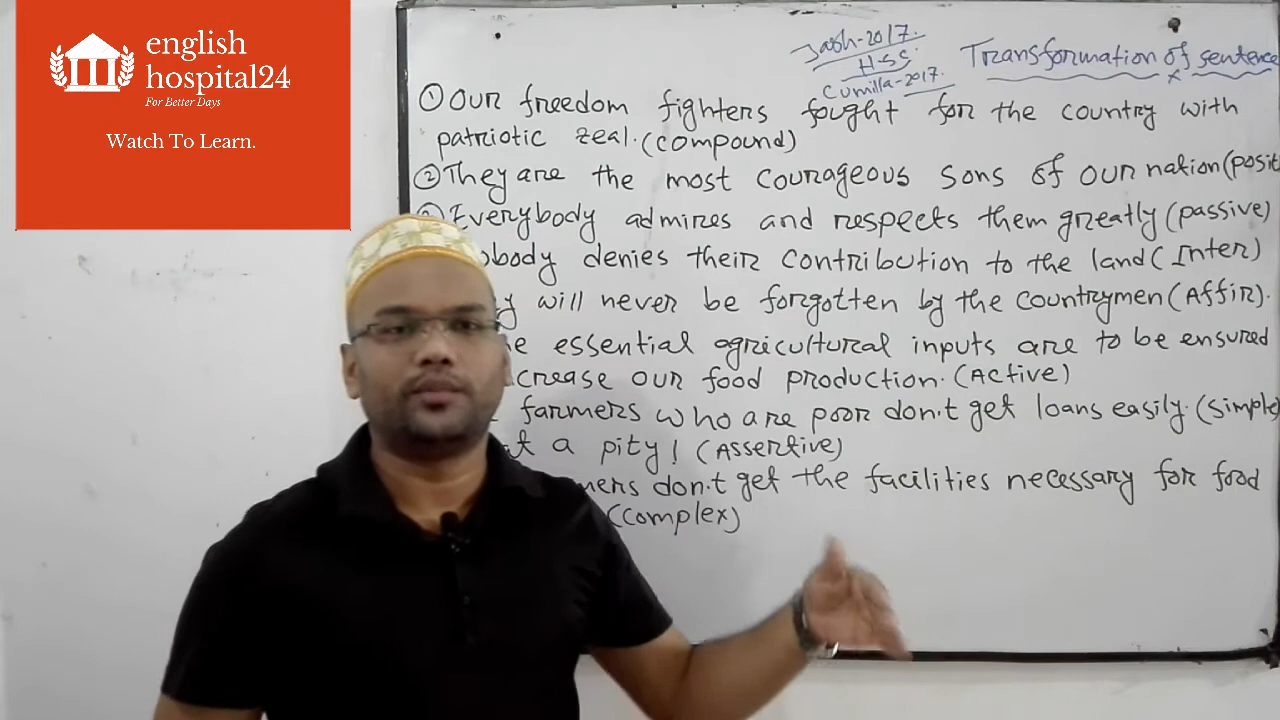 english
hospital24
For Better Days
Watch To Learn.
Jash-2017.
H-SC
Cumilla-2017.
Transformation of sentence
① Our freedom fighters fought for the country with
patriotic zeal. (compound)
② They are the most courageous sons of our nation (posit
Everybody admires and respects them greatly (passive)
obody denies their contribution to the land (Inter)
y will never be forgotten by the countrymen (Affir).
e essential agricultural inputs are to be ensured
crease our food production. (Active)
farmers who are poor don.t get loans easily. (simple
at a pity! (Assertive)
mers don.t get the facilities necessary for food
(complex)